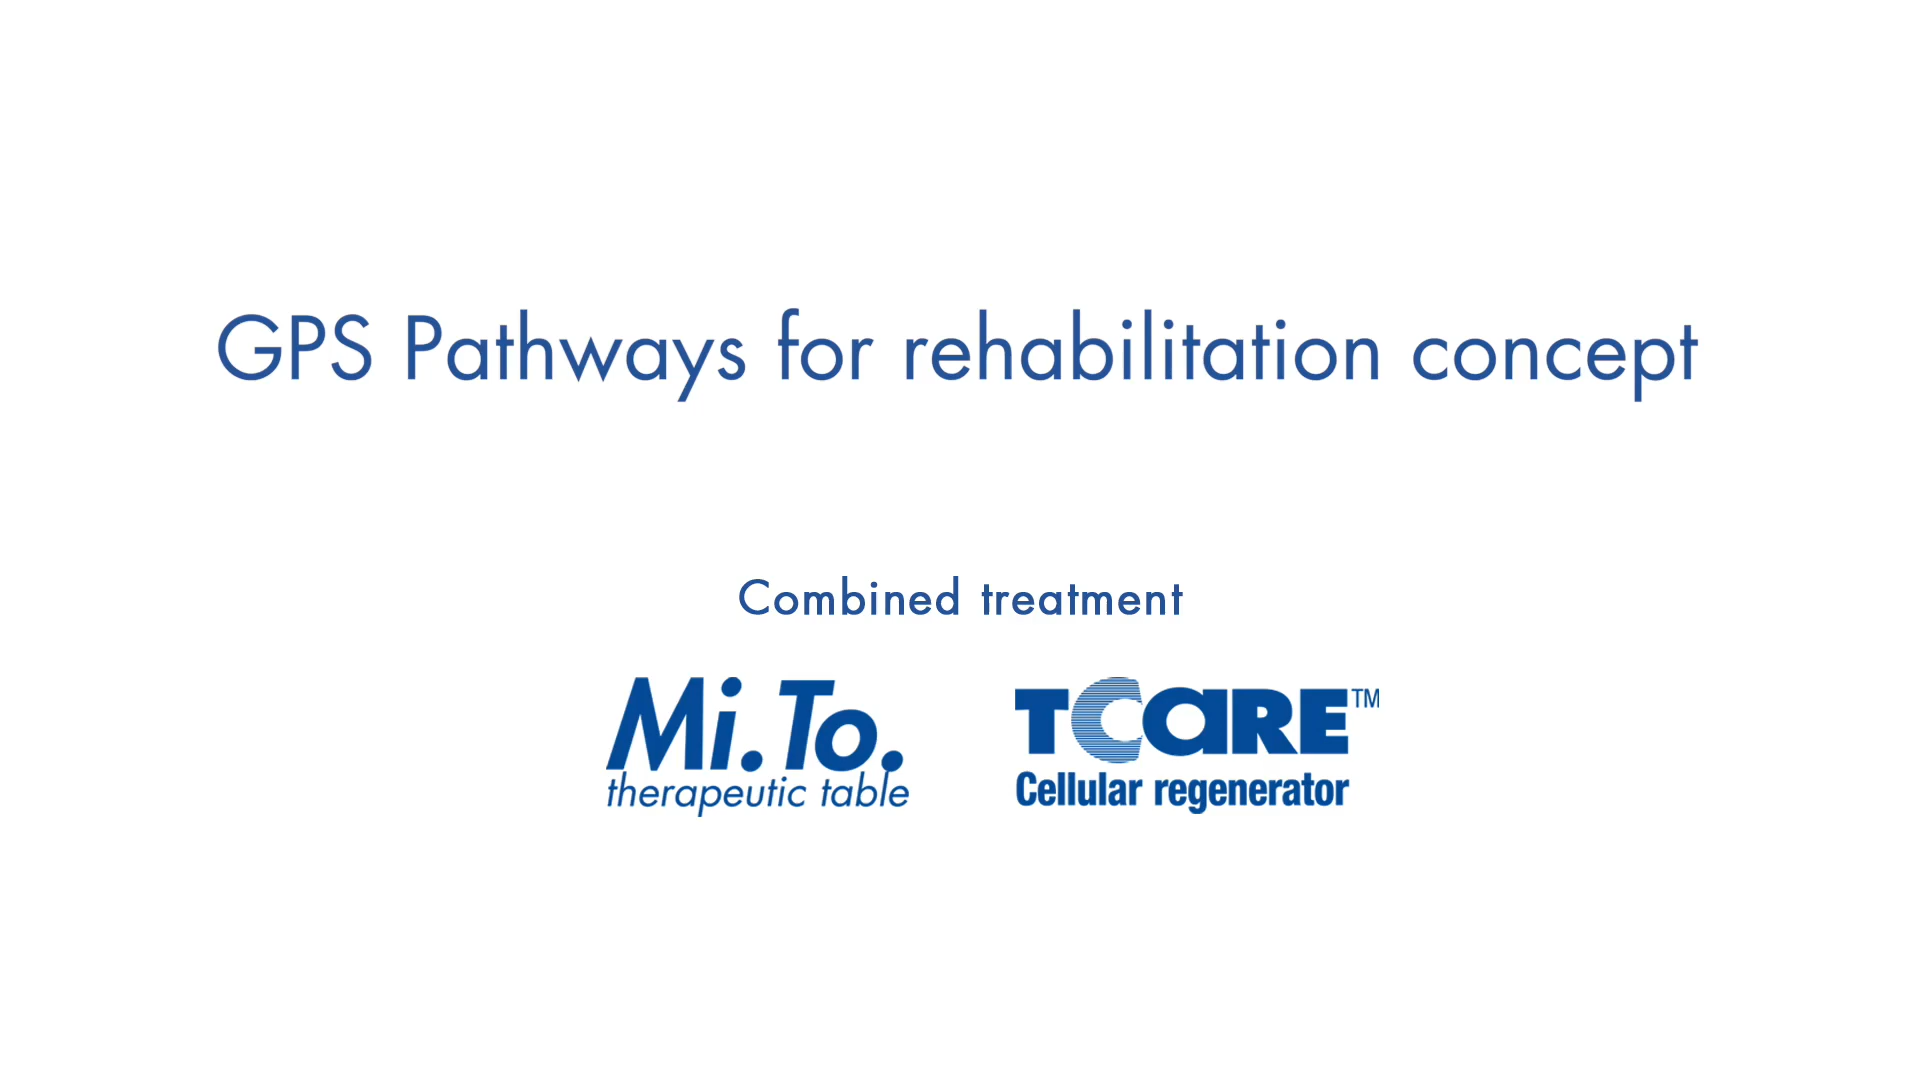 GPS Pathways for rehabilitation concept
Combined treatment
Mi.To.
therapeutic table
TCARE™
Cellular regenerator